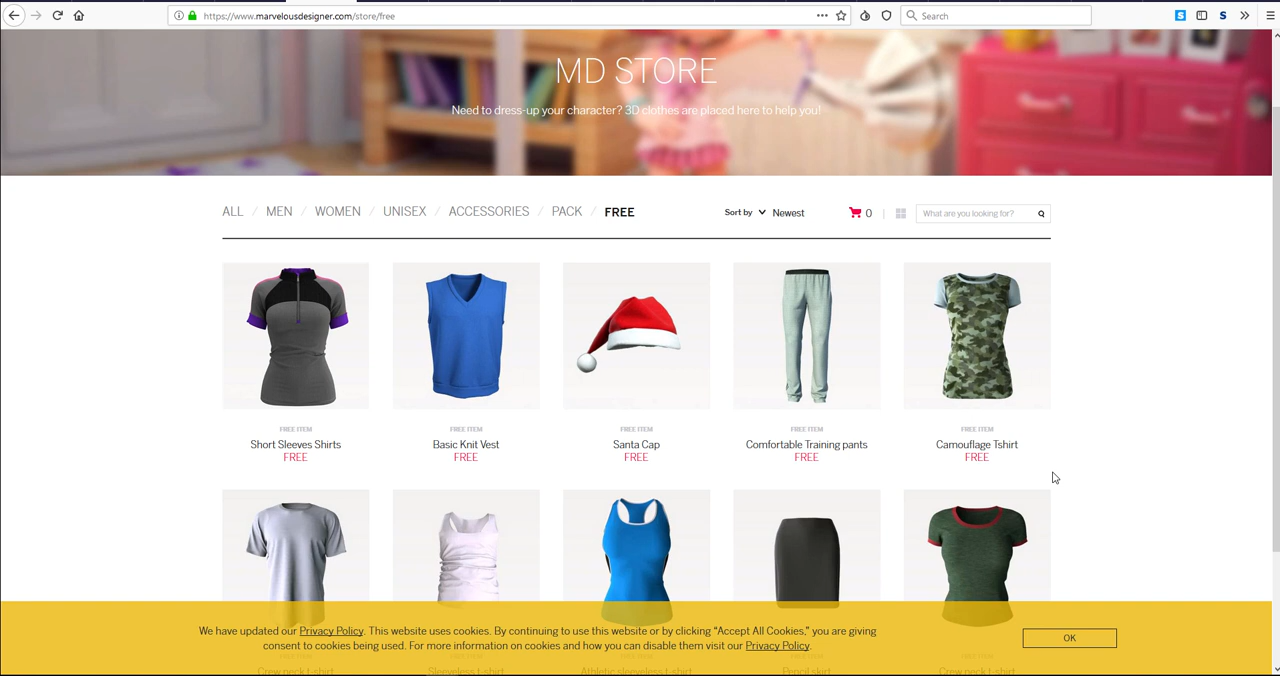 https://www.marvelousdesigner.com/store/free
Search
MD STORE
Need to dress-up your character? 3D clothes are placed here to help you!
ALL / MEN / WOMEN / UNISEX / ACCESSORIES / PACK / FREE
Sort by Newest
0
What are you looking for?
FREE ITEM
Short Sleeves Shirts
FREE
FREE ITEM
Basic Knit Vest
FREE
FREE ITEM
Santa Cap
FREE
FREE ITEM
Comfortable Training pants
FREE
FREE ITEM
Camouflage Tshirt
FREE
We have updated our Privacy Policy. This website uses cookies. By continuing to use this website or by clicking “Accept All Cookies,” you are giving
consent to cookies being used. For more information on cookies and how you can disable them visit our Privacy Policy.
OK
Crew neck t-shirt
Sleeveless t-shirt
Athletic sleeveless t-shirt
Pencil skirt
Crew neck t-shirt